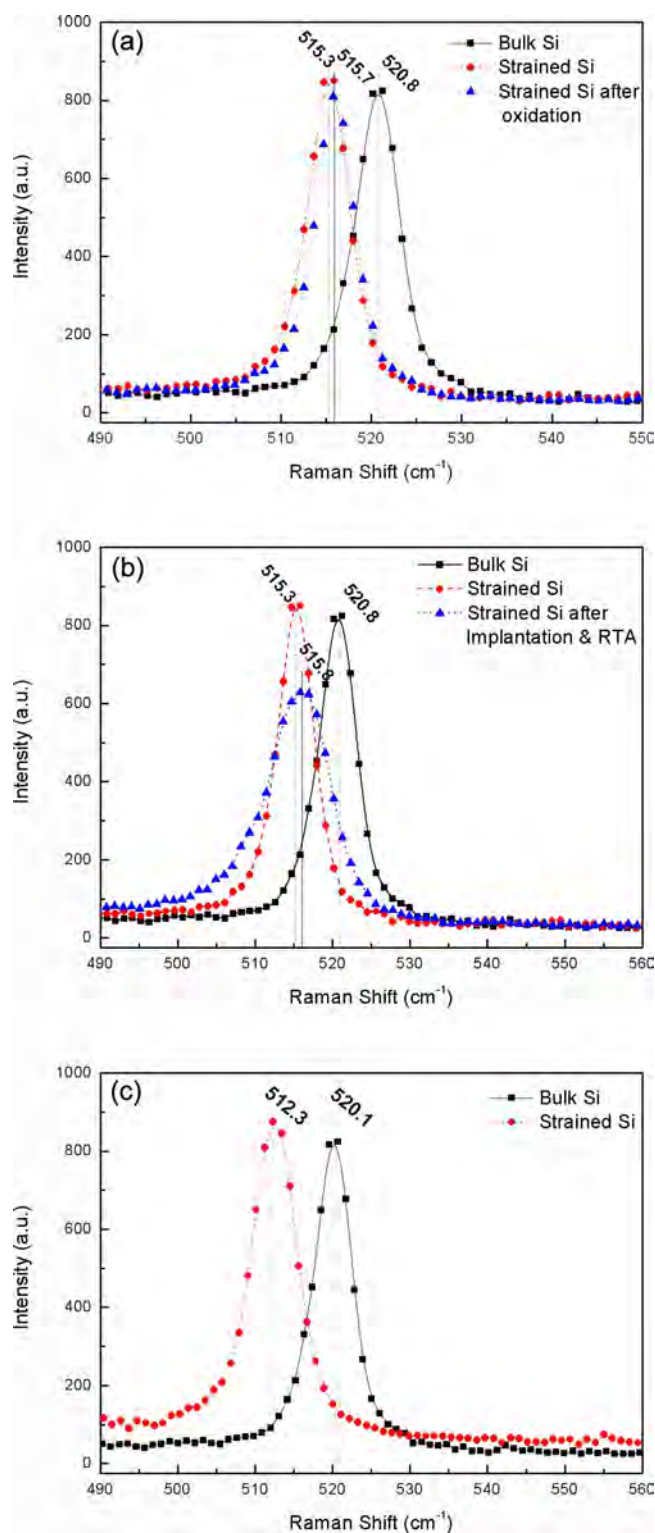 (a)
515.3
515.7
520.8
Bulk Si
Strained Si
Strained Si after
oxidation
1000
800
600
400
200
0
Intensity (a.u.)
490 500 510 520 530 540 550
Raman Shift (cm⁻¹)
(b)
515.3
515.8
520.8
Bulk Si
Strained Si
Strained Si after
Implantation & RTA
1000
800
600
400
200
0
Intensity (a.u.)
490 500 510 520 530 540 550 560
Raman Shift (cm⁻¹)
(c)
512.3
520.1
Bulk Si
Strained Si
1000
800
600
400
200
0
Intensity (a.u.)
490 500 510 520 530 540 550 560
Raman Shift (cm⁻¹)